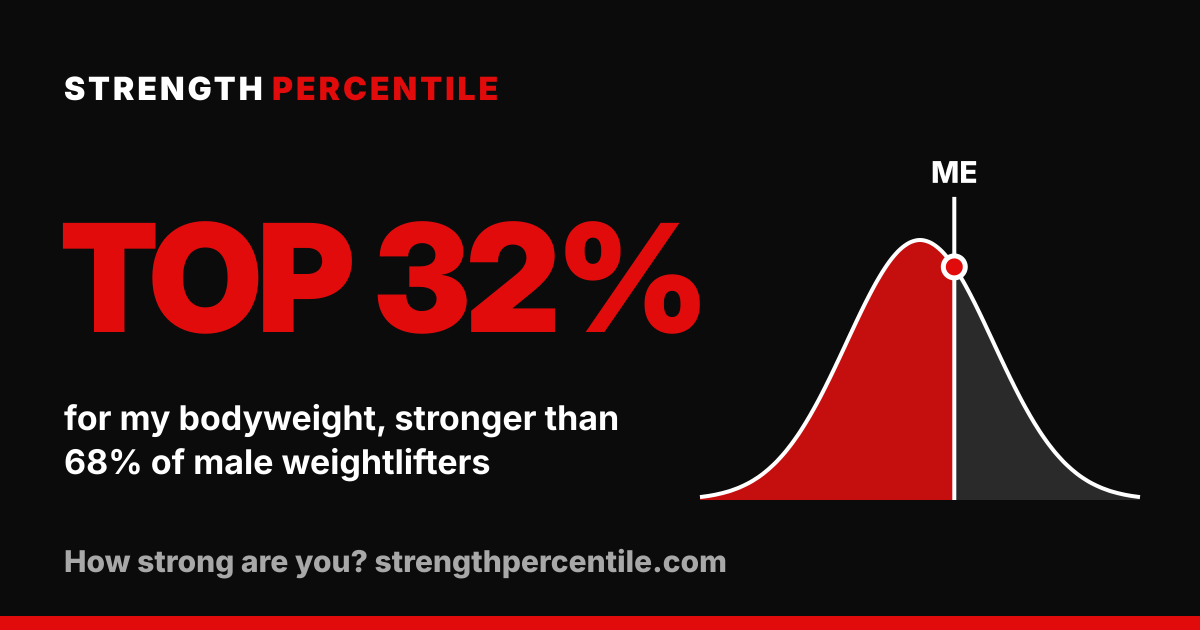 STRENGTH PERCENTILE
ME
TOP 32%
for my bodyweight, stronger than
68% of male weightlifters
How strong are you? strengthpercentile.com